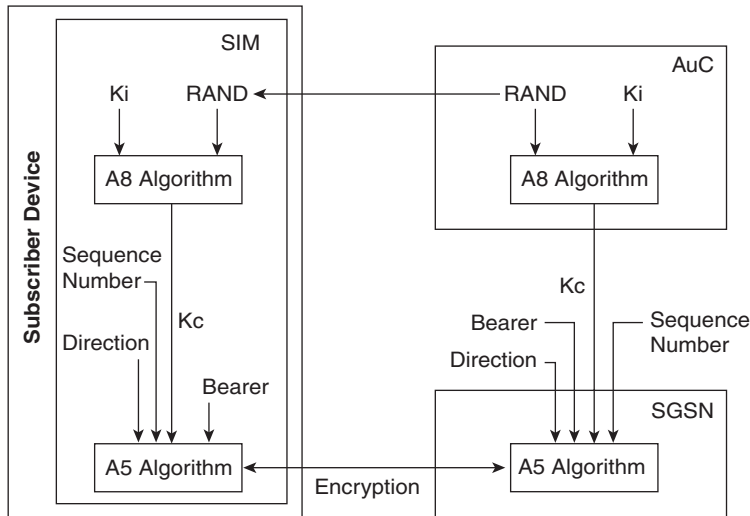 Subscriber Device
SIM
Ki
RAND
A8 Algorithm
Sequence
Number
Kc
Direction
Bearer
A5 Algorithm
Encryption
AuC
RAND
Ki
A8 Algorithm
Kc
Bearer
Direction
Sequence
Number
SGSN
A5 Algorithm